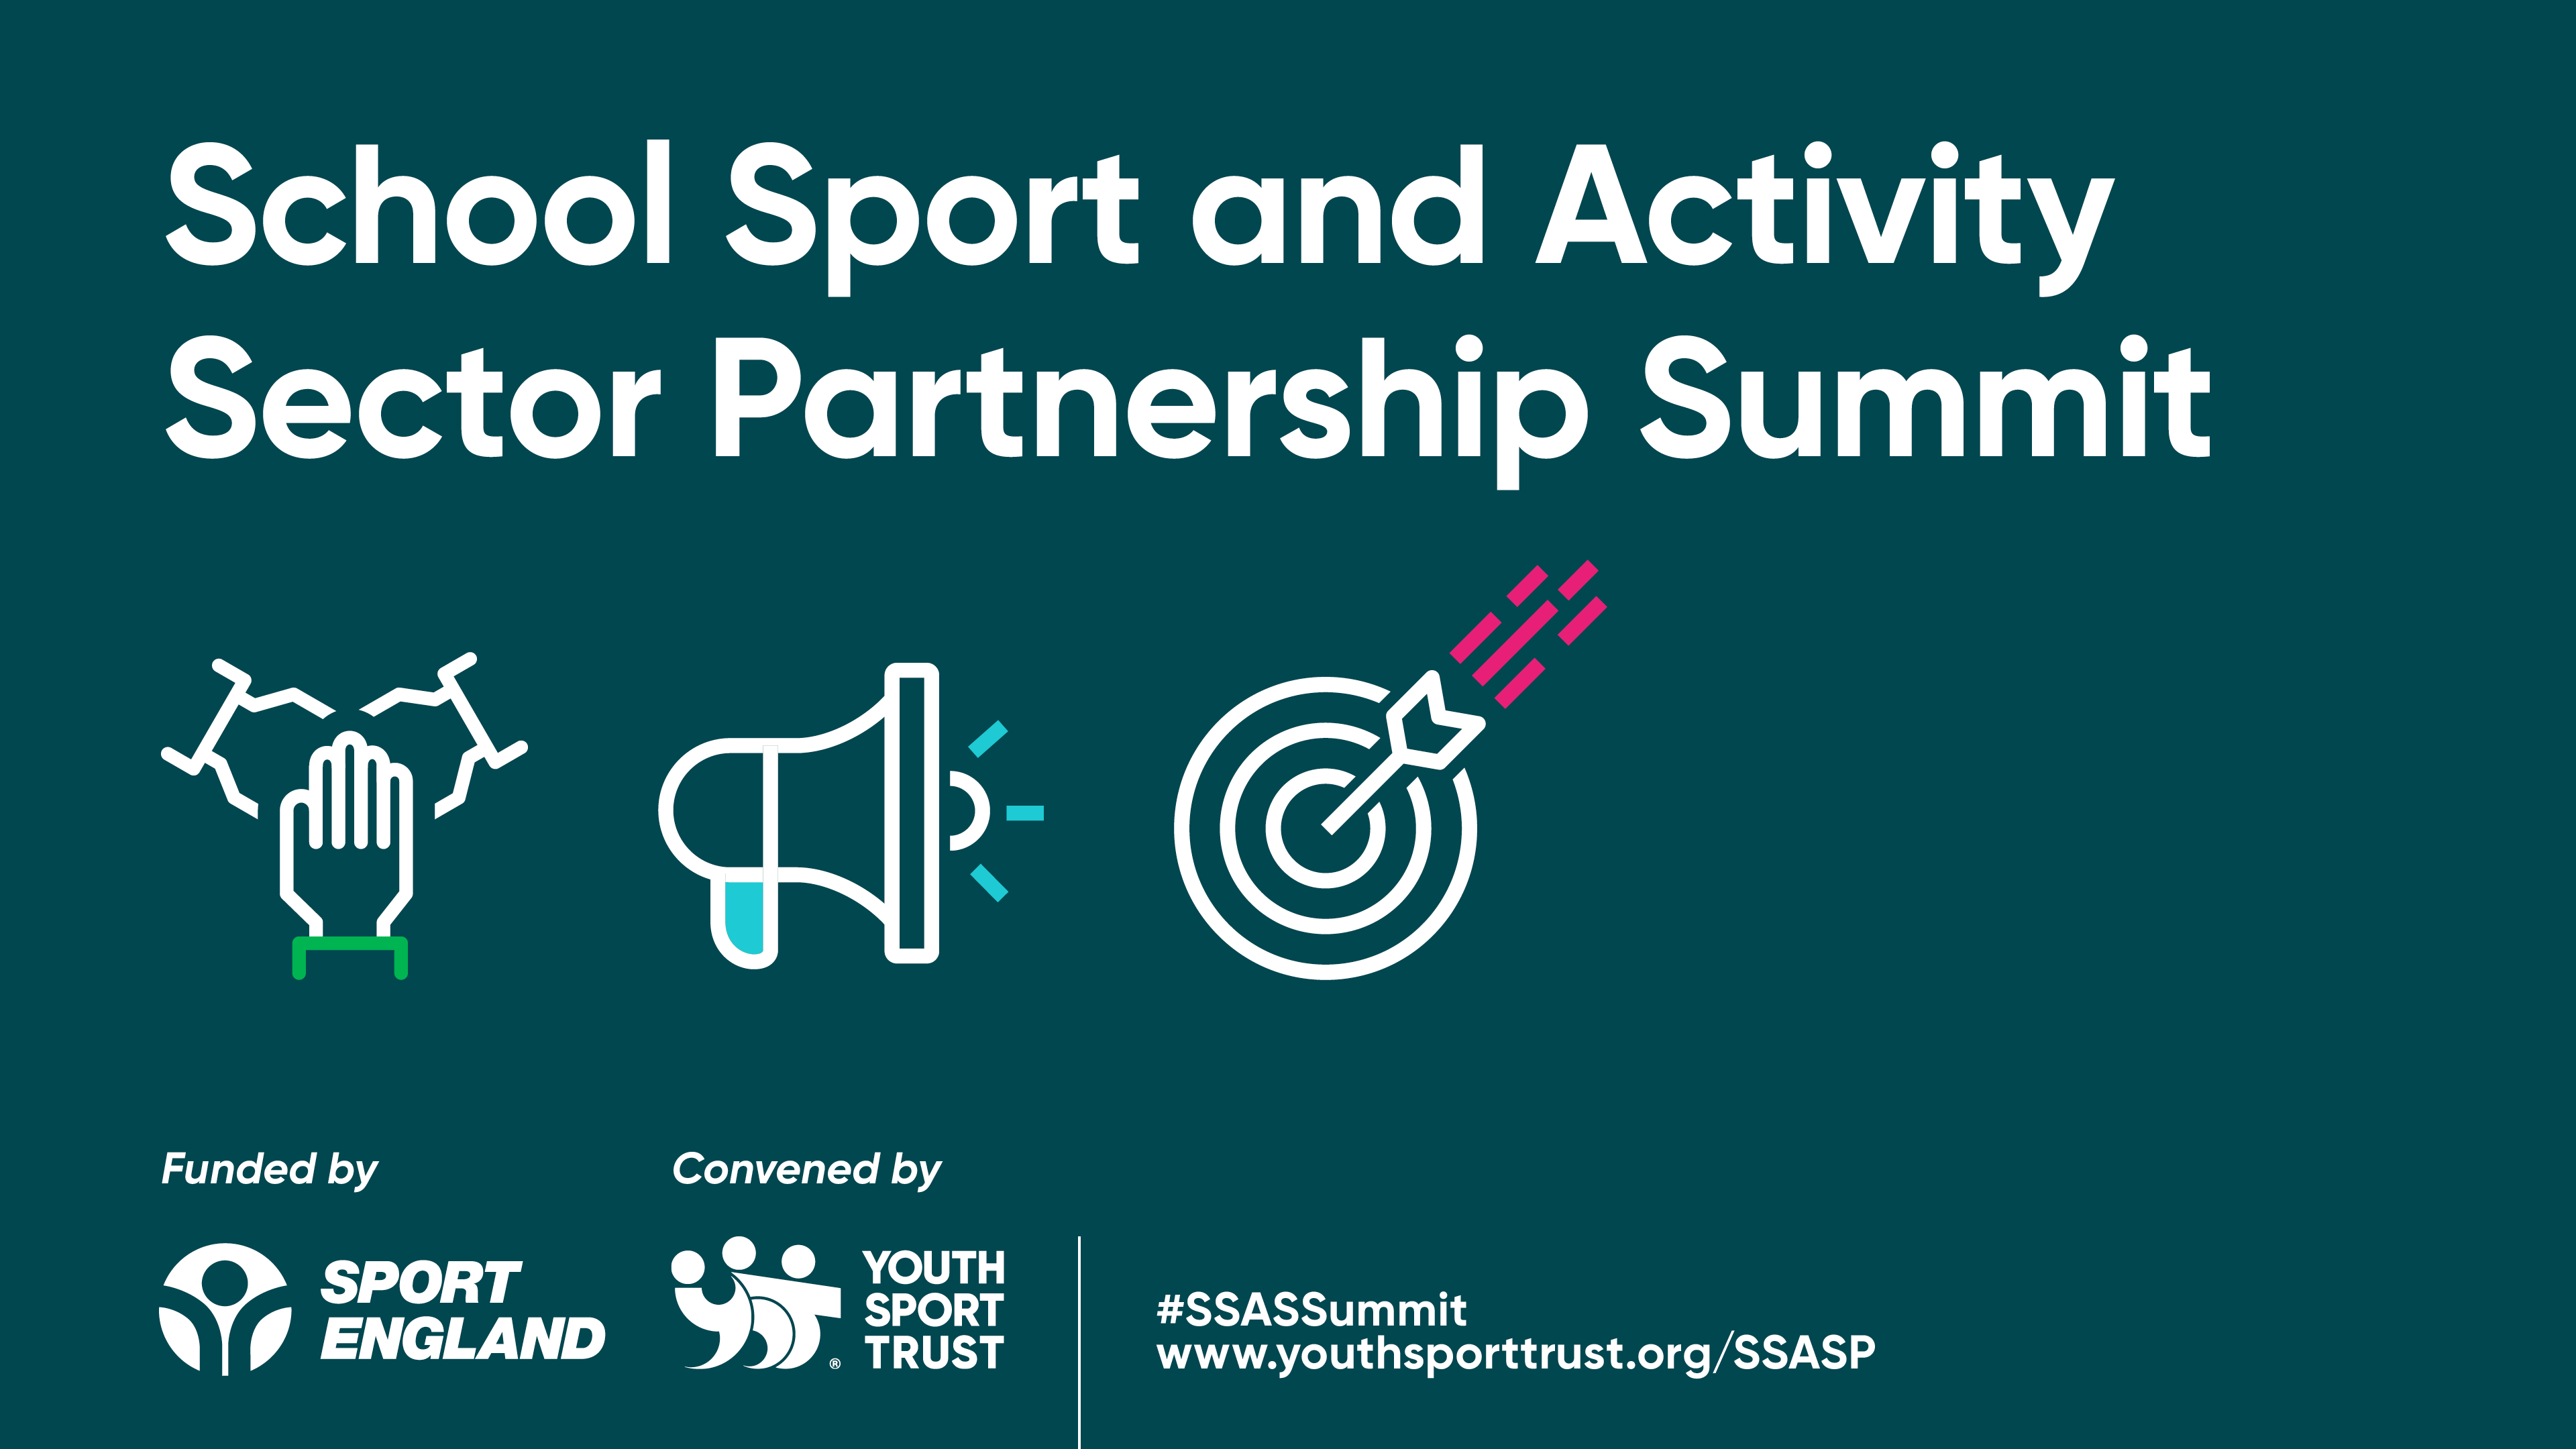 School Sport and Activity
Sector Partnership Summit
Funded by
SPORT
ENGLAND
Convened by
YOUTH
SPORT
TRUST
®
#SSASSummit
www.youthsporttrust.org/SSASP